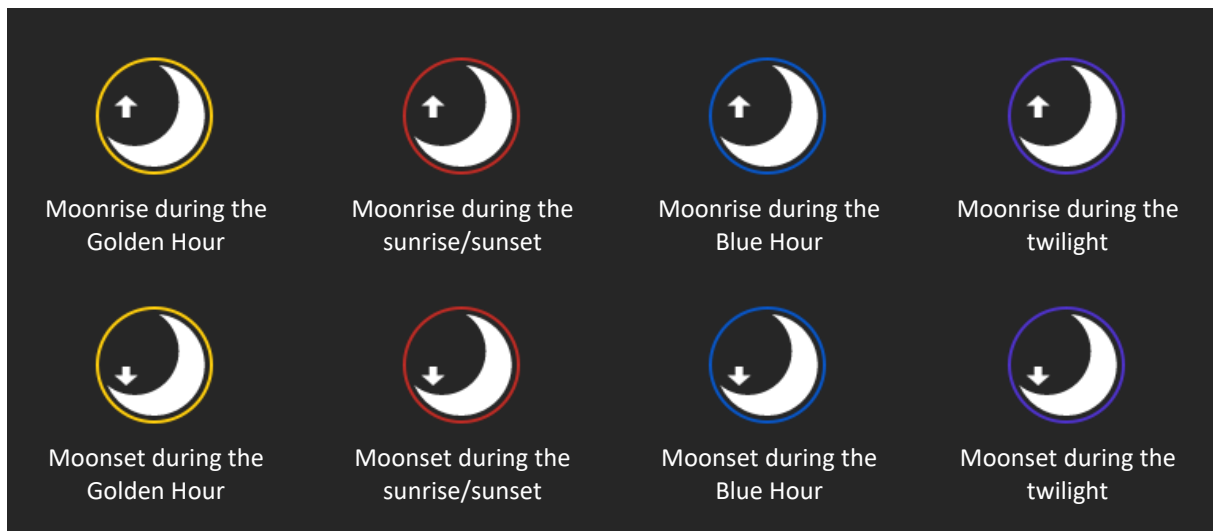 Moonrise during the
Golden Hour
Moonrise during the
sunrise/sunset
Moonrise during the
Blue Hour
Moonrise during the
twilight
Moonset during the
Golden Hour
Moonset during the
sunrise/sunset
Moonset during the
Blue Hour
Moonset during the
twilight